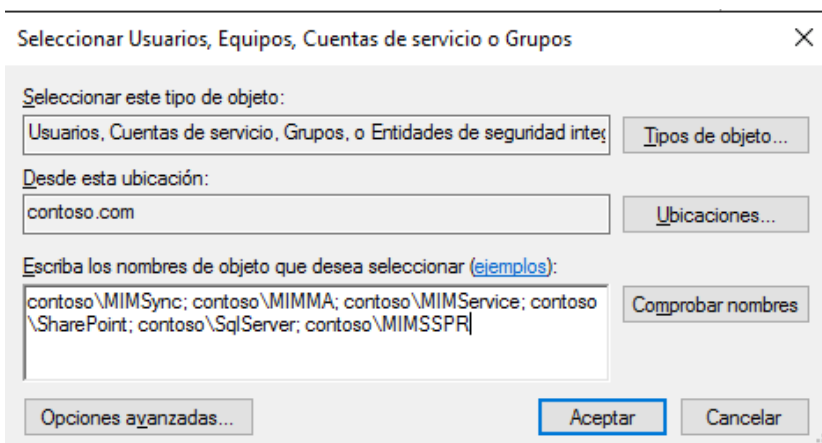 Seleccionar Usuarios, Equipos, Cuentas de servicio o Grupos
Seleccionar este tipo de objeto:
Usuarios, Cuentas de servicio, Grupos, o Entidades de seguridad integ
Tipos de objeto...
Desde esta ubicación:
contoso.com
Ubicaciones...
Escriba los nombres de objeto que desea seleccionar (ejemplos):
contoso\MIMSync; contoso\MIMMA; contoso\MIMService; contoso
\SharePoint; contoso\SqlServer; contoso\MIMSSPR
Comprobar nombres
Opciones avanzadas...
Aceptar
Cancelar